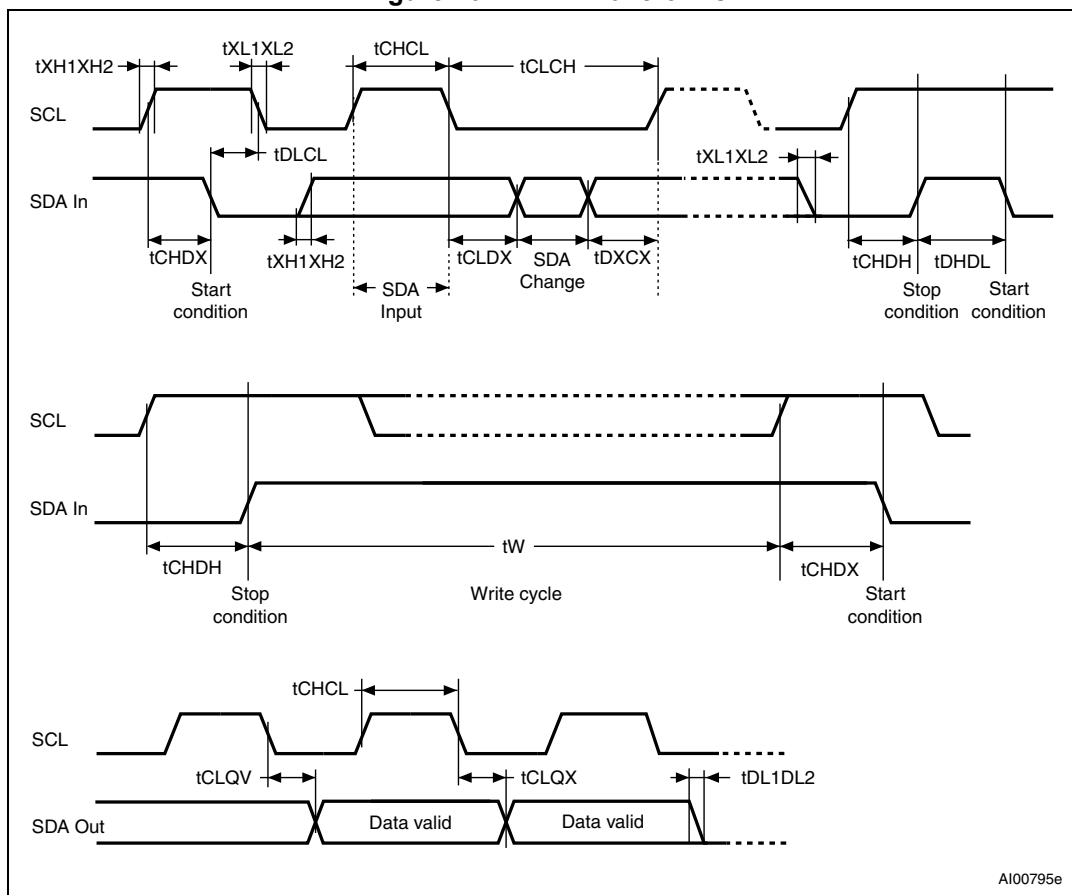 tXH1XH2
tXL1XL2
tCHCL
tCLCH
SCL
tDLCL
tXL1XL2
SDA In
tCHDX
tXH1XH2
tCLDX
SDA
Change
tDXCX
tCHDH
tDHDL
Start
condition
SDA
Input
Stop
condition
Start
condition
SCL
SDA In
tCHDH
tW
tCHDX
Stop
condition
Write cycle
Start
condition
tCHCL
SCL
tCLQV
tCLQX
tDL1DL2
SDA Out
Data valid
Data valid
AI00795e